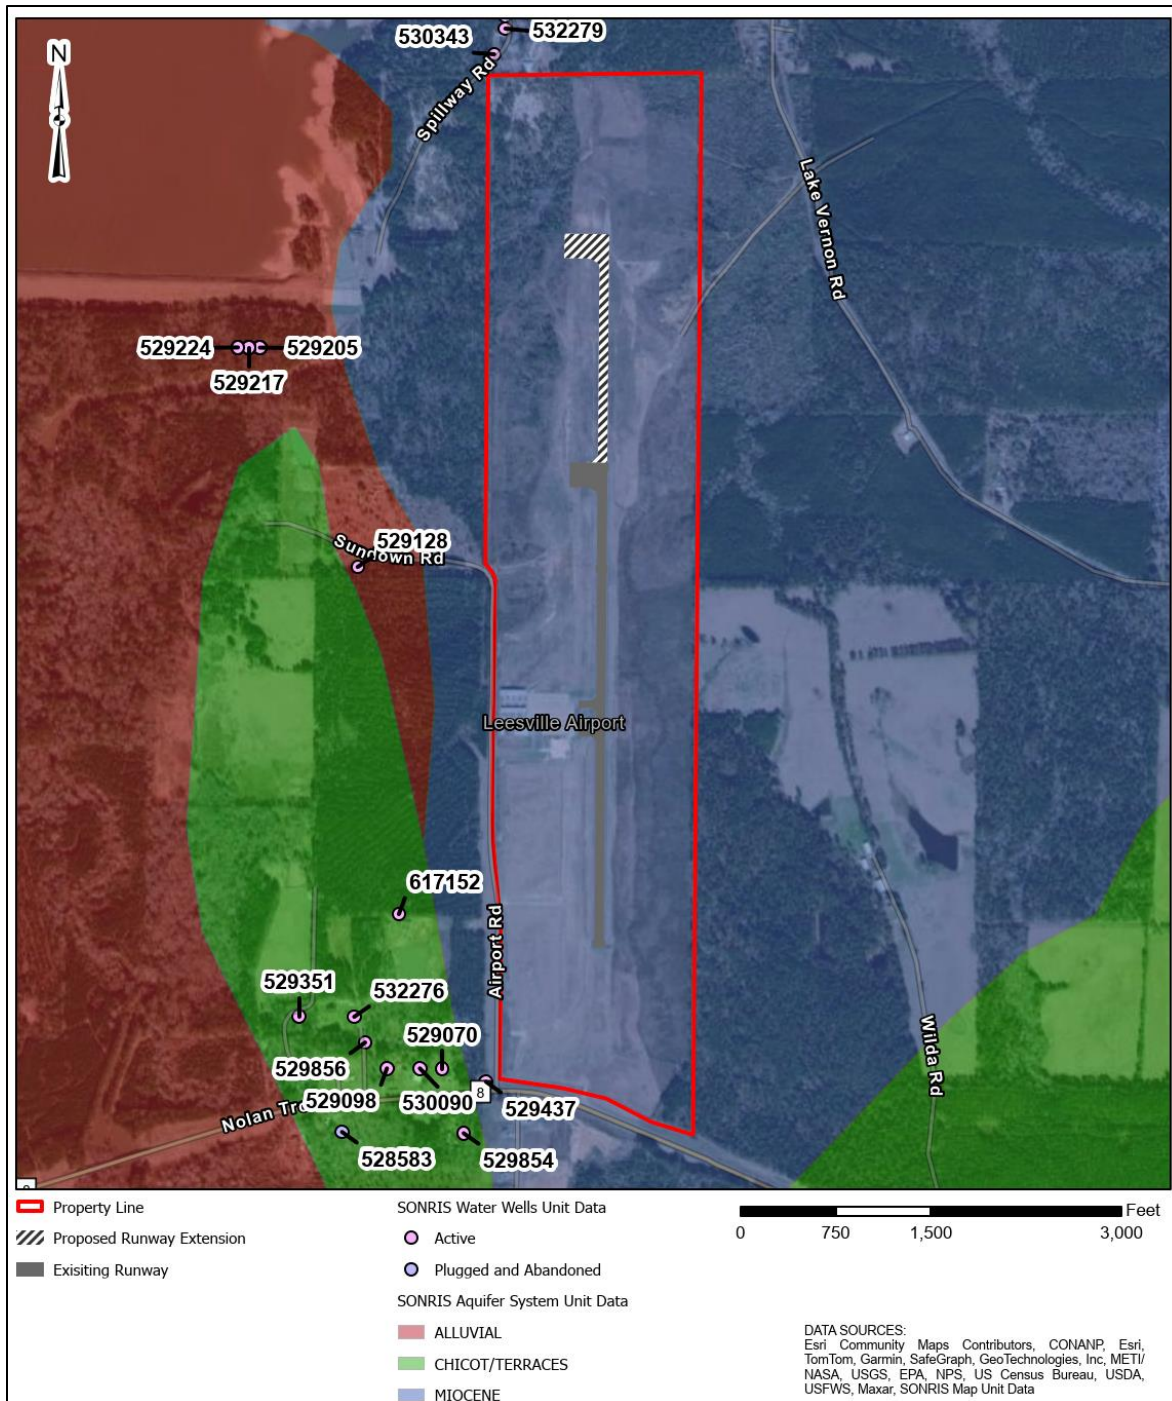 N
530343
532279
Spillway Rd
Lake Vernon Rd
529224
529205
529217
529128
Sundown Rd
Leesville Airport
617152
Airport Rd
529351
532276
529070
529856
529098
530090
529437
8
Nolan Tr
528583
529854
Wilda Rd
Property Line
Proposed Runway Extension
Exisiting Runway
SONRIS Water Wells Unit Data
Active
Plugged and Abandoned
SONRIS Aquifer System Unit Data
ALLUVIAL
CHICOT/TERRACES
MIOCENE
Feet
0 750 1,500 3,000
DATA SOURCES:
Esri Community Maps Contributors, CONANP, Esri,
TomTom, Garmin, SafeGraph, GeoTechnologies, Inc, METI/
NASA, USGS, EPA, NPS, US Census Bureau, USDA,
USFWS, Maxar, SONRIS Map Unit Data